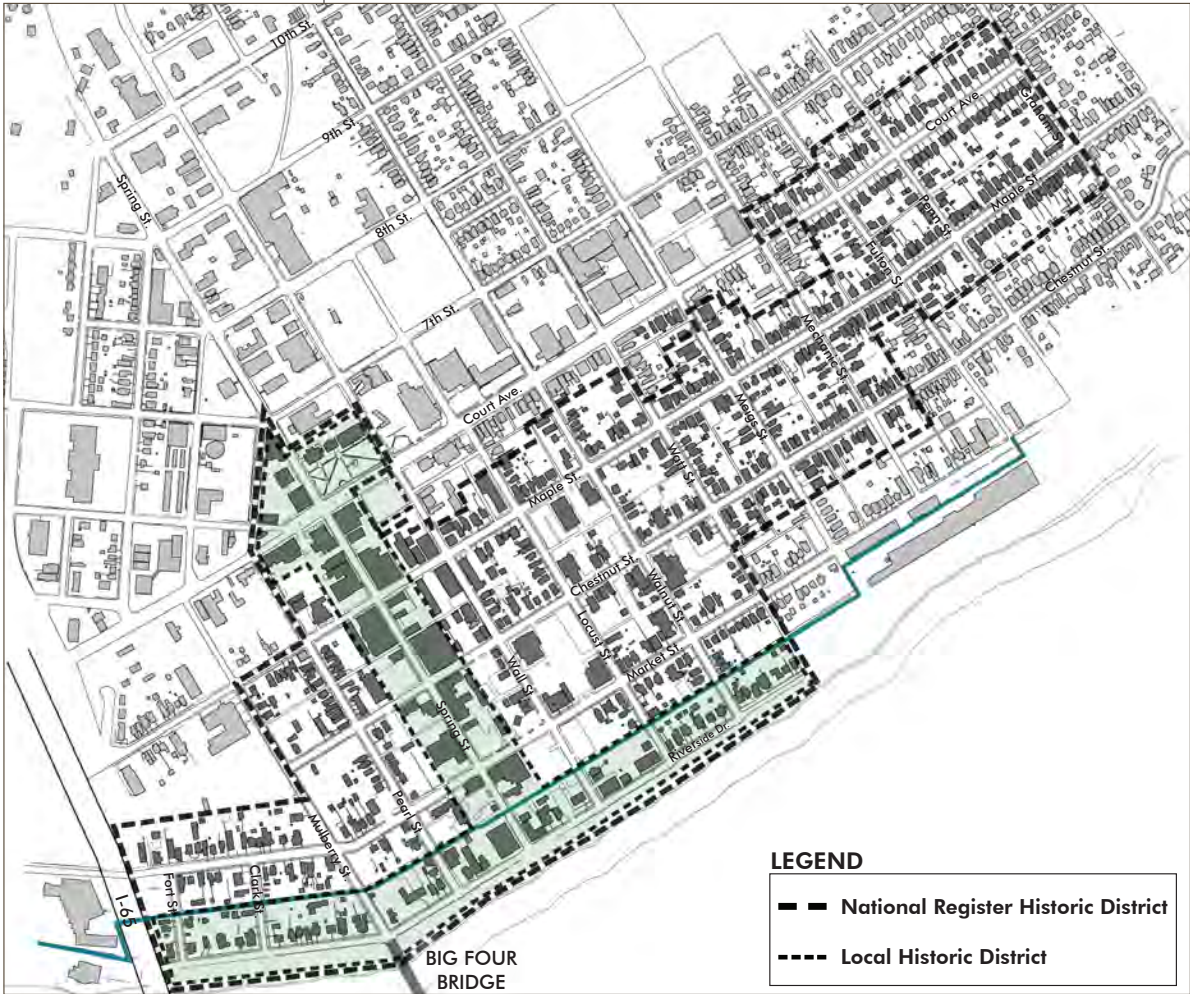 10th St.
9th St.
Spring St.
8th St.
7th St.
Court Ave.
Graham St.
Penn St.
Maple St.
Fulton St.
Chestnut St.
Mechanic St.
Court Ave.
Meigs St.
Watt St.
Maple St.
Chestnut St.
Walnut St.
Locust St.
Market St.
Wall St.
Spring St.
Riverside Dr.
Pearl St.
Mulberry St.
Clark St.
Fort St.
I-65
BIG FOUR
BRIDGE
LEGEND
National Register Historic District
Local Historic District